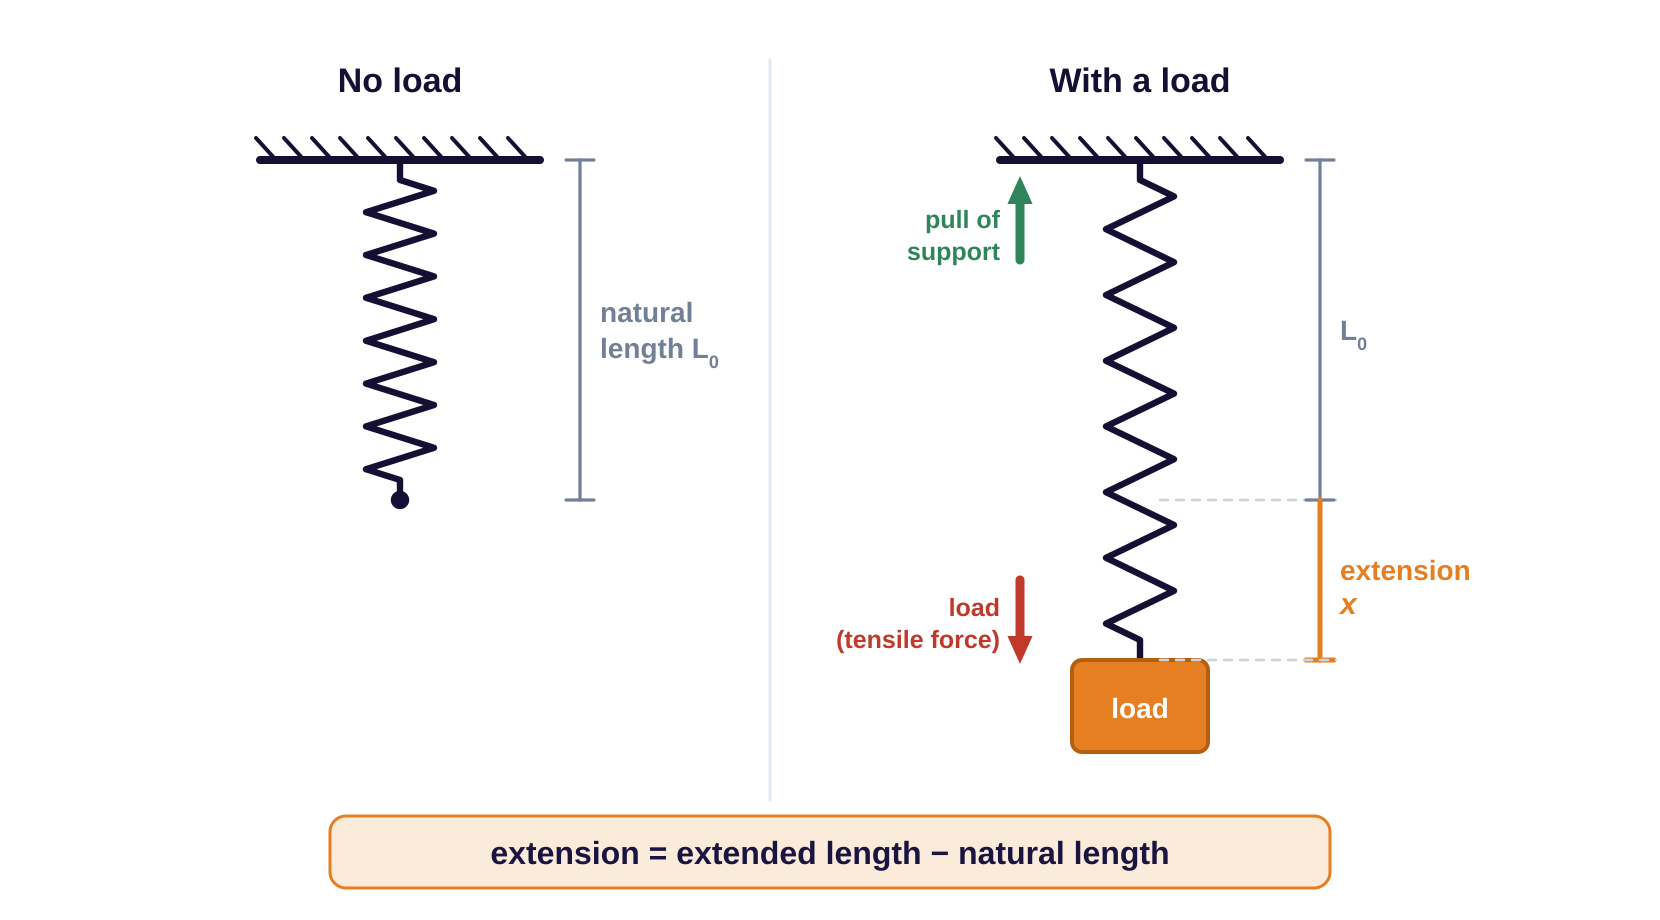 No load
With a load
natural
length L₀
pull of
support
L₀
load
(tensile force)
extension
x
load
extension = extended length − natural length